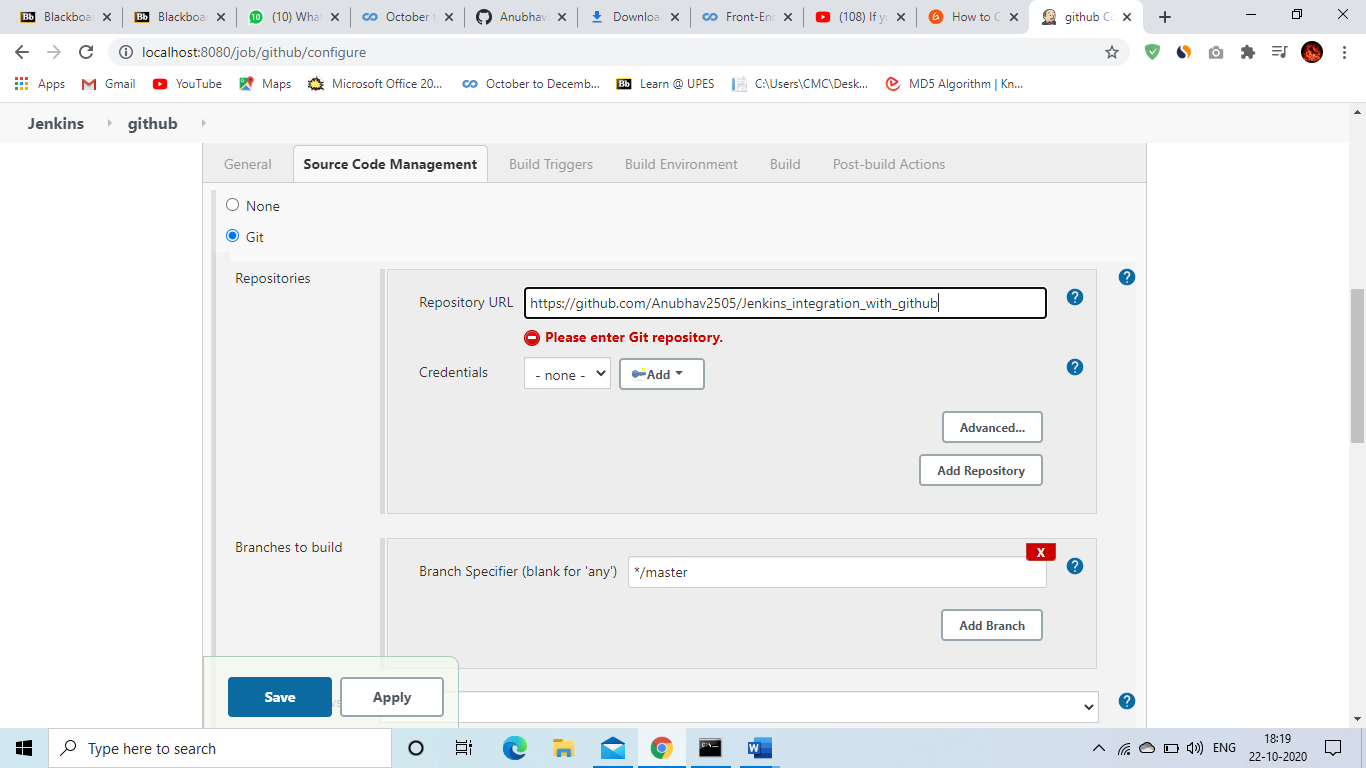 Blackboa
Blackboa
(10) What
October t
Anubhav
Downloa
Front-En
(108) If y
How to C
github Co
localhost:8080/job/github/configure
Apps
Gmail
YouTube
Maps
Microsoft Office 20...
October to Decemb...
Learn @ UPES
C:\Users\CMC\Desk...
MD5 Algorithm | Kn...
Jenkins
github
General
Source Code Management
Build Triggers
Build Environment
Build
Post-build Actions
None
Git
Repositories
Repository URL
https://github.com/Anubhav2505/Jenkins_integration_with_github
Please enter Git repository.
Credentials
- none -
Add
Advanced...
Add Repository
Branches to build
X
Branch Specifier (blank for 'any')
*/master
Add Branch
Save
Apply
Type here to search
ENG
18:19
22-10-2020